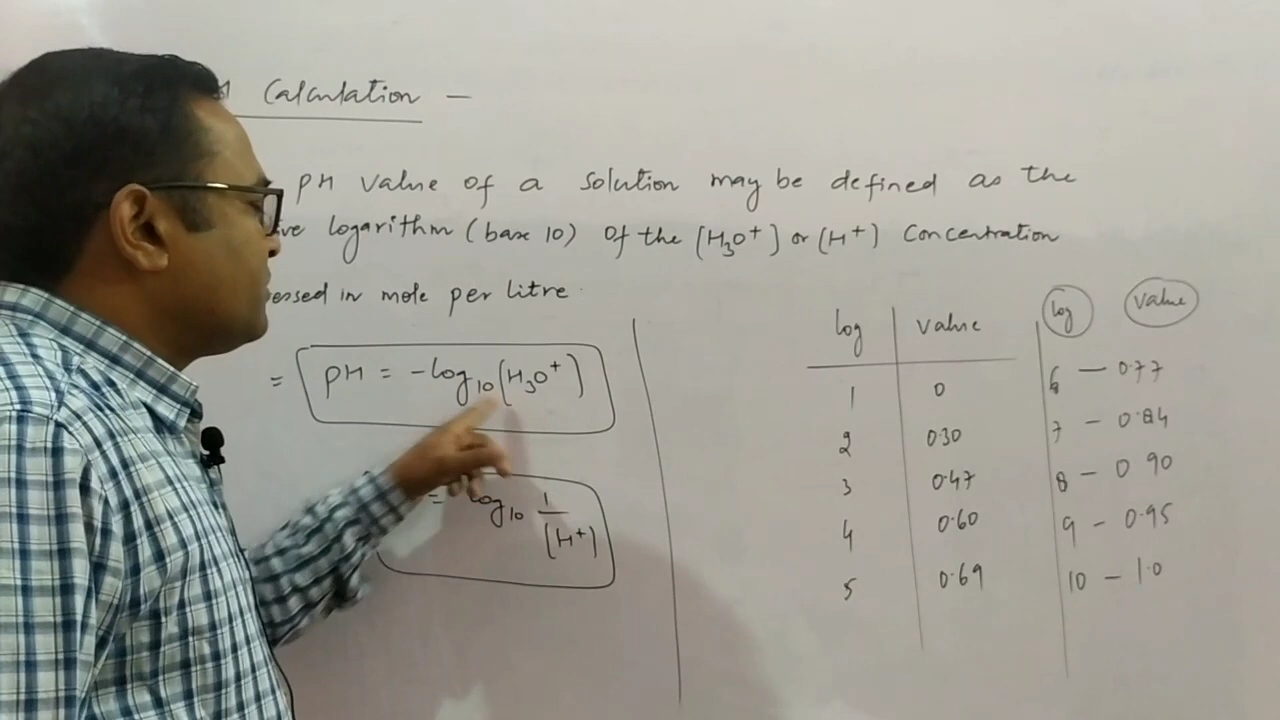 Calculation –
PH value of a solution may be defined as the
ive logarithm (base 10) of the [H₃O⁺] or [H⁺] Concentration
essed in mole per litre.
= PH = -log₁₀[H₃O⁺]
= log₁₀ 1/[H⁺]
log value
1 0
2 0.30
3 0.47
4 0.60
5 0.69
log value
6 — 0.77
7 – 0.84
8 – 0.90
9 – 0.95
10 – 1.0